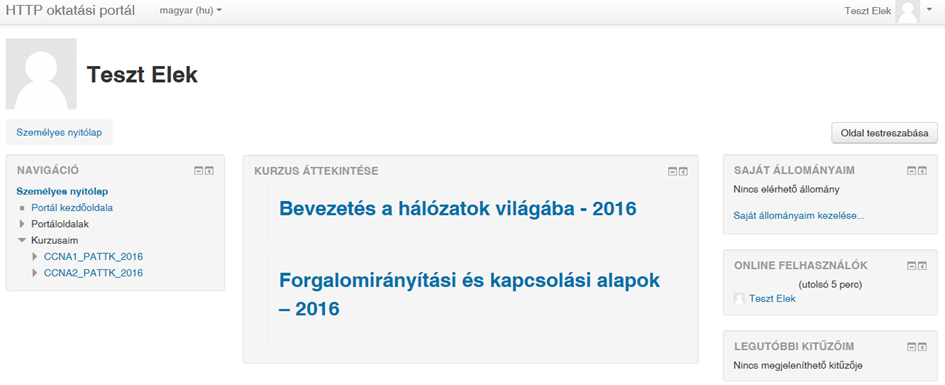 HTTP oktatási portál
magyar (hu)
Teszt Elek
Teszt Elek
Személyes nyitólap
Oldal testreszabása
NAVIGÁCIÓ
Személyes nyitólap
Portál kezdőoldala
Portáloldalak
Kurzusaim
CCNA1_PATTK_2016
CCNA2_PATTK_2016
KURZUS ÁTTEKINTÉSE
Bevezetés a hálózatok világába - 2016
Forgalomirányítási és kapcsolási alapok
– 2016
SAJÁT ÁLLOMÁNYAIM
Nincs elérhető állomány
Saját állományaim kezelése...
ONLINE FELHASZNÁLÓK
(utolsó 5 perc)
Teszt Elek
LEGUTÓBBI KITŰZŐIM
Nincs megjeleníthető kitűzője